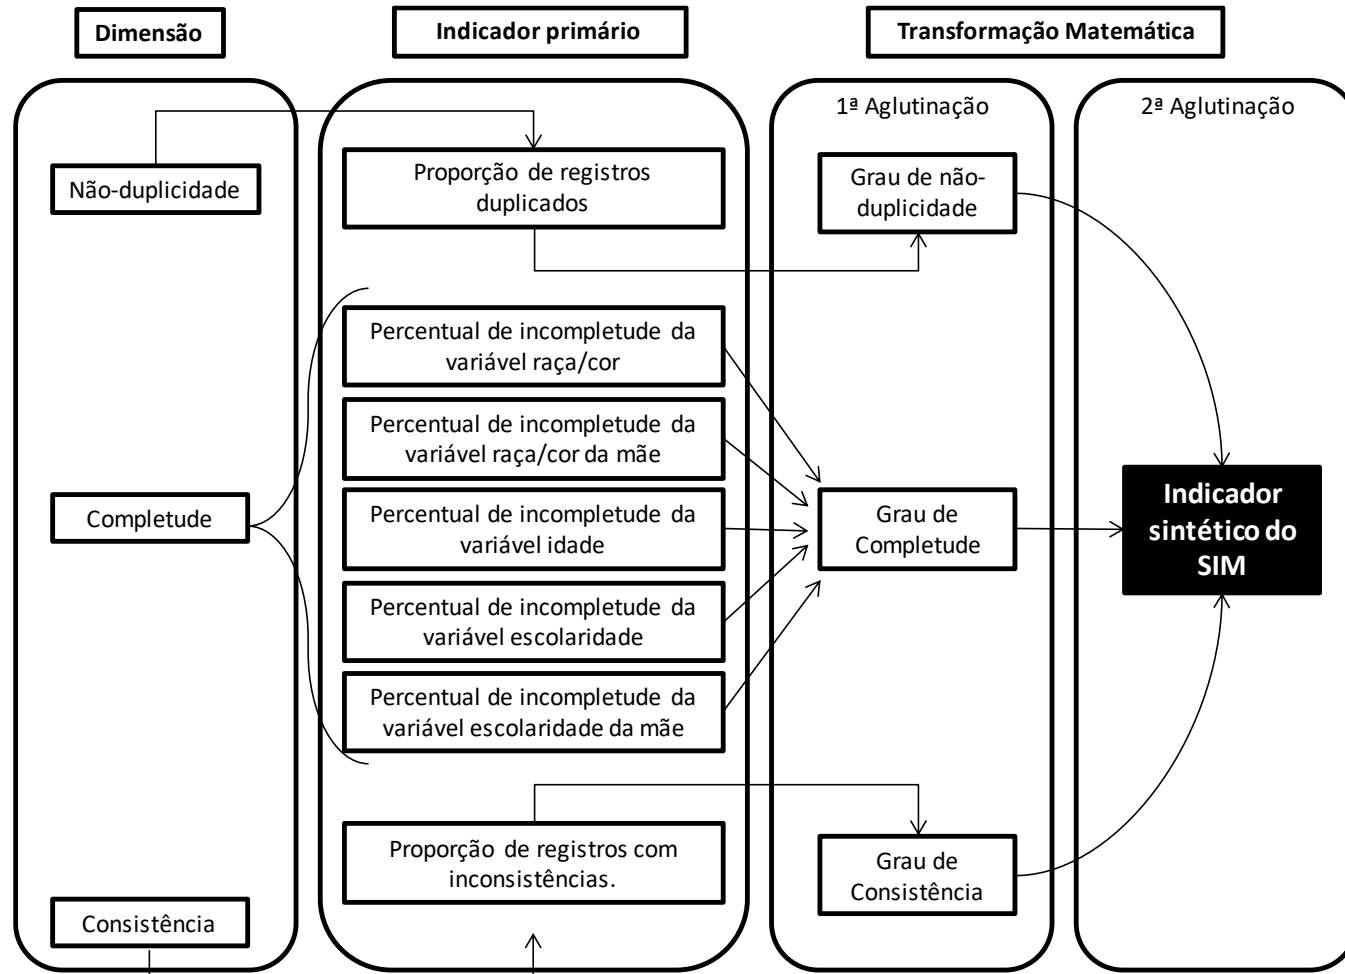 Dimensão
Indicador primário
Transformação Matemática
1ª Aglutinação
2ª Aglutinação
Não-duplicidade
Proporção de registros
duplicados
Grau de não-
duplicidade
Percentual de incompletude da
variável raça/cor
Percentual de incompletude da
variável raça/cor da mãe
Completude
Percentual de incompletude da
variável idade
Grau de
Completude
Indicador
sintético do
SIM
Percentual de incompletude da
variável escolaridade
Percentual de incompletude da
variável escolaridade da mãe
Proporção de registros com
inconsistências.
Grau de
Consistência
Consistência